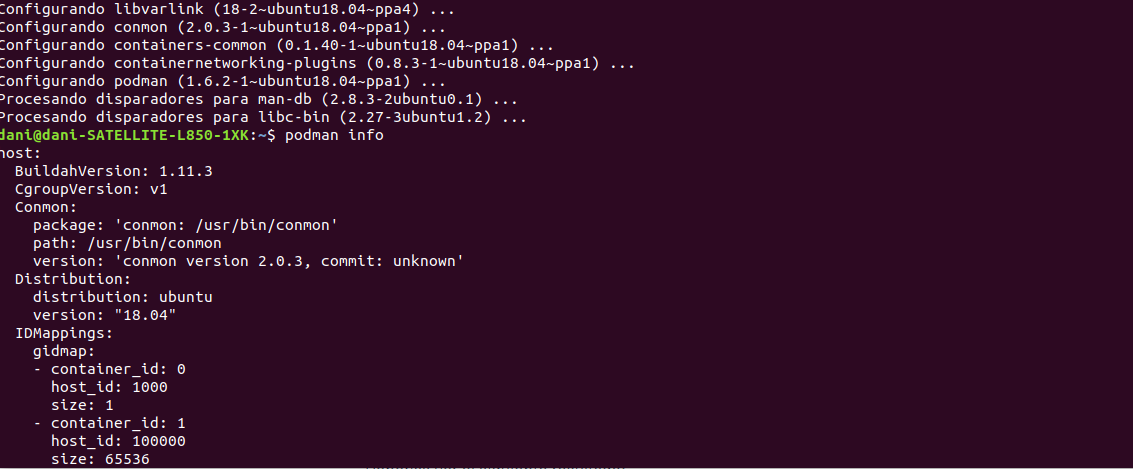 Configurando libvarlink (18-2~ubuntu18.04~ppa4) ...
Configurando conmon (2.0.3-1~ubuntu18.04~ppa1) ...
Configurando containers-common (0.1.40-1~ubuntu18.04~ppa1) ...
Configurando containernetworking-plugins (0.8.3-1~ubuntu18.04~ppa1) ...
Configurando podman (1.6.2-1~ubuntu18.04~ppa1) ...
Procesando disparadores para man-db (2.8.3-2ubuntu0.1) ...
Procesando disparadores para libc-bin (2.27-3ubuntu1.2) ...
dani@dani-SATELLITE-L850-1XK:~$ podman info
host:
  BuildahVersion: 1.11.3
  CgroupVersion: v1
  Conmon:
    package: 'conmon: /usr/bin/conmon'
    path: /usr/bin/conmon
    version: 'conmon version 2.0.3, commit: unknown'
  Distribution:
    distribution: ubuntu
    version: "18.04"
  IDMappings:
    gidmap:
    - container_id: 0
      host_id: 1000
      size: 1
    - container_id: 1
      host_id: 100000
      size: 65536